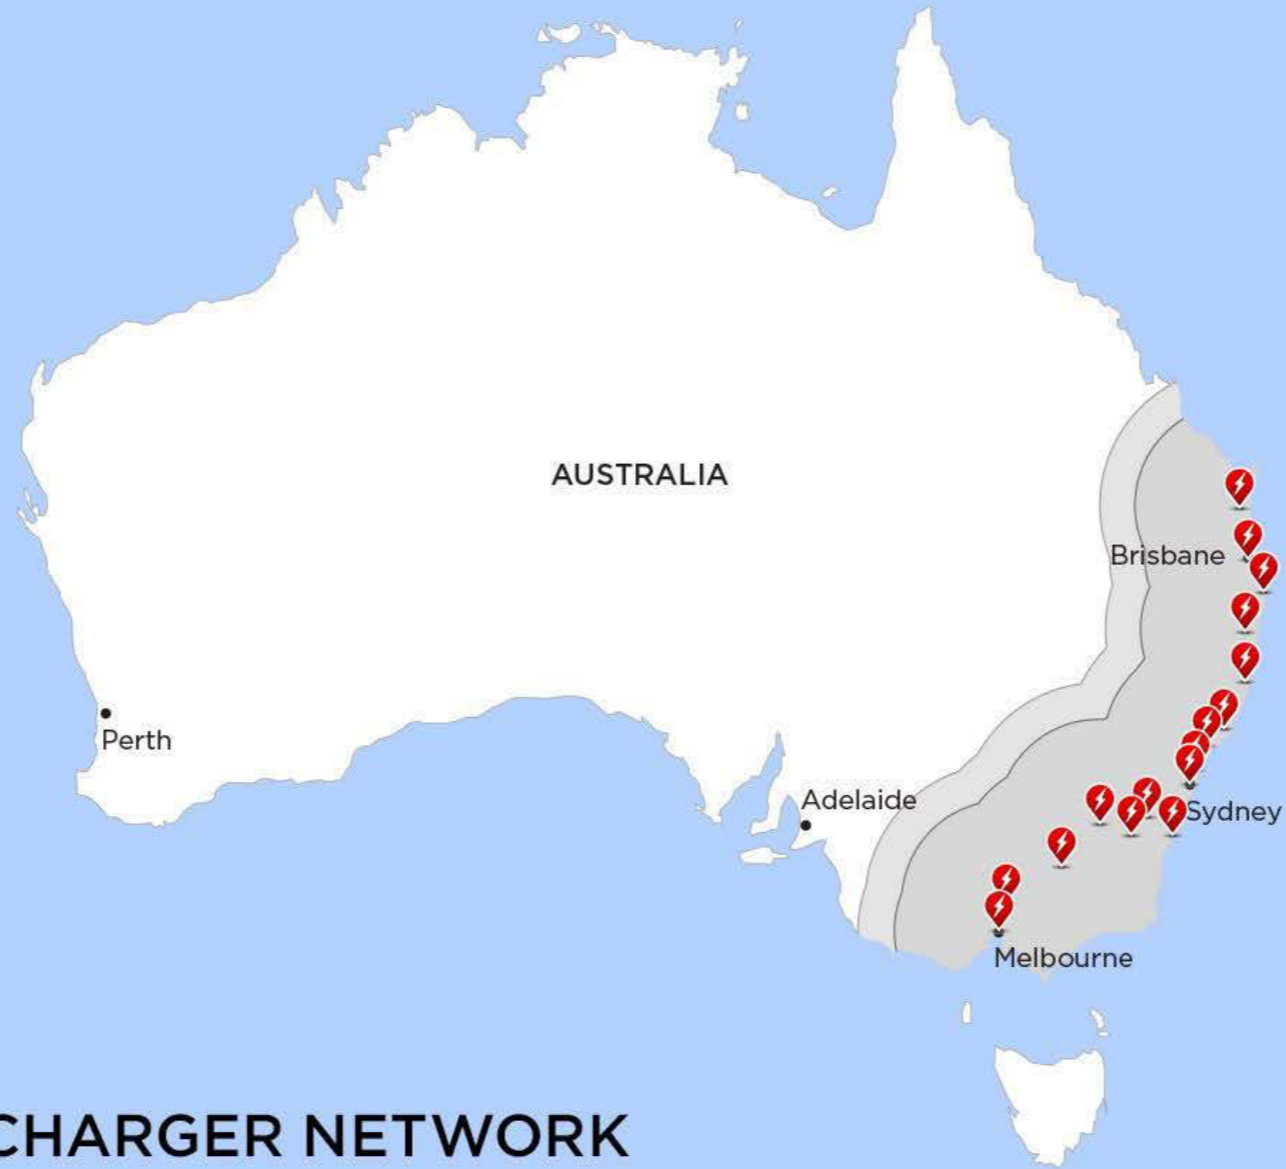 AUSTRALIA
Brisbane
Perth
Adelaide
Sydney
Melbourne
CHARGER NETWORK